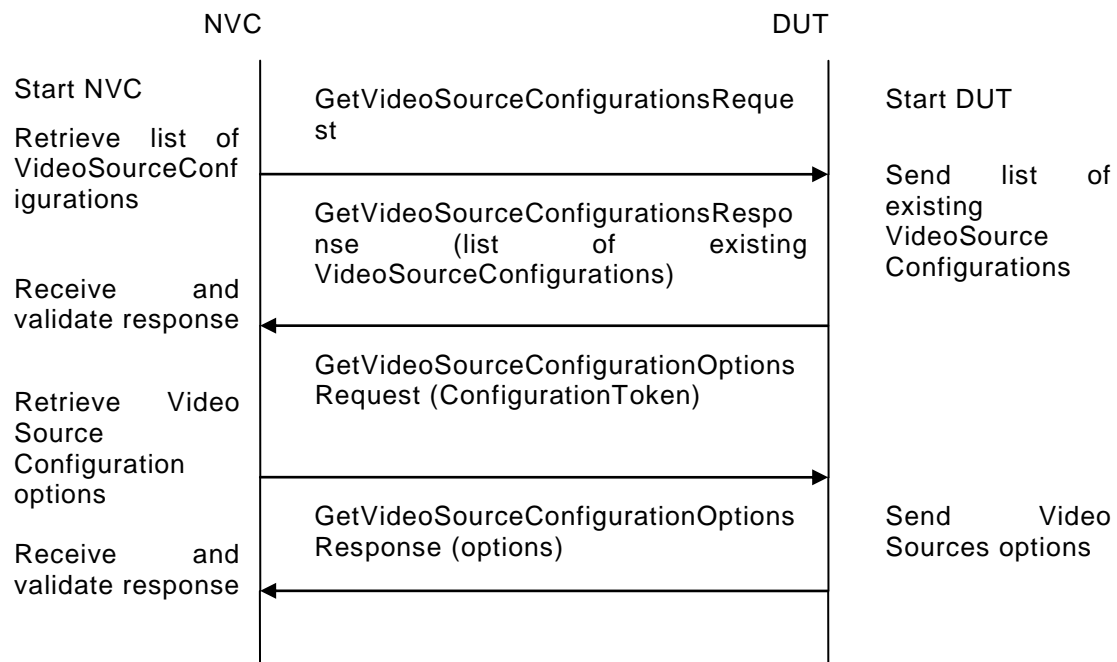 NVC
DUT
Start NVC
GetVideoSourceConfigurationsReque
st
Start DUT
Retrieve list of
VideoSourceConf
igurations
Send list of
existing
VideoSource
Configurations
GetVideoSourceConfigurationsRespo
nse (list of existing
VideoSourceConfigurations)
Receive and
validate response
GetVideoSourceConfigurationOptions
Request (ConfigurationToken)
Retrieve Video
Source
Configuration
options
GetVideoSourceConfigurationOptions
Response (options)
Send Video
Sources options
Receive and
validate response